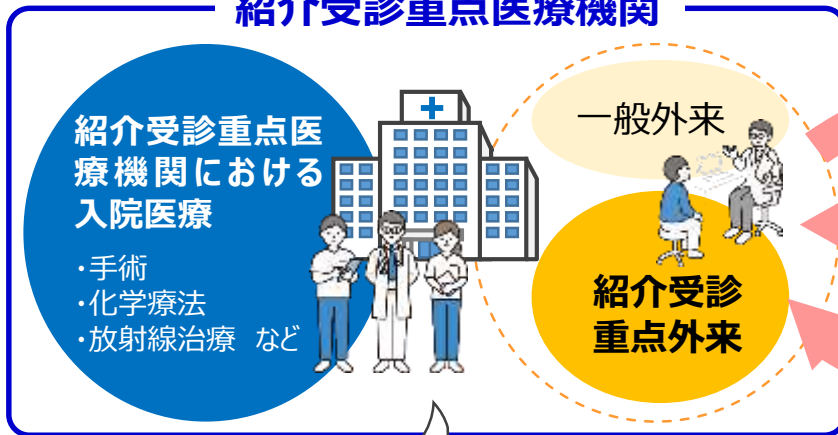 紹介受診重点医療機関
紹介受診重点医
療機関における
入院医療
・手術
・化学療法
・放射線治療 など
一般外来
紹介受診
重点外来